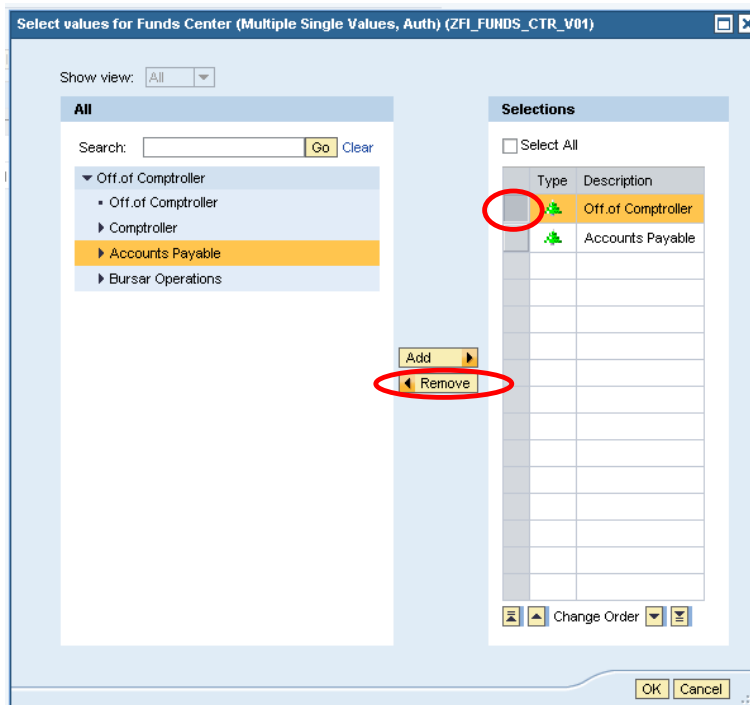 Select values for Funds Center (Multiple Single Values, Auth) (ZFI_FUNDS_CTR_V01)
Show view: All
All
Search: Go Clear
Off.of Comptroller
Off.of Comptroller
Comptroller
Accounts Payable
Bursar Operations
Add
Remove
Selections
Select All
Type Description
Off.of Comptroller
Accounts Payable
Change Order
OK Cancel